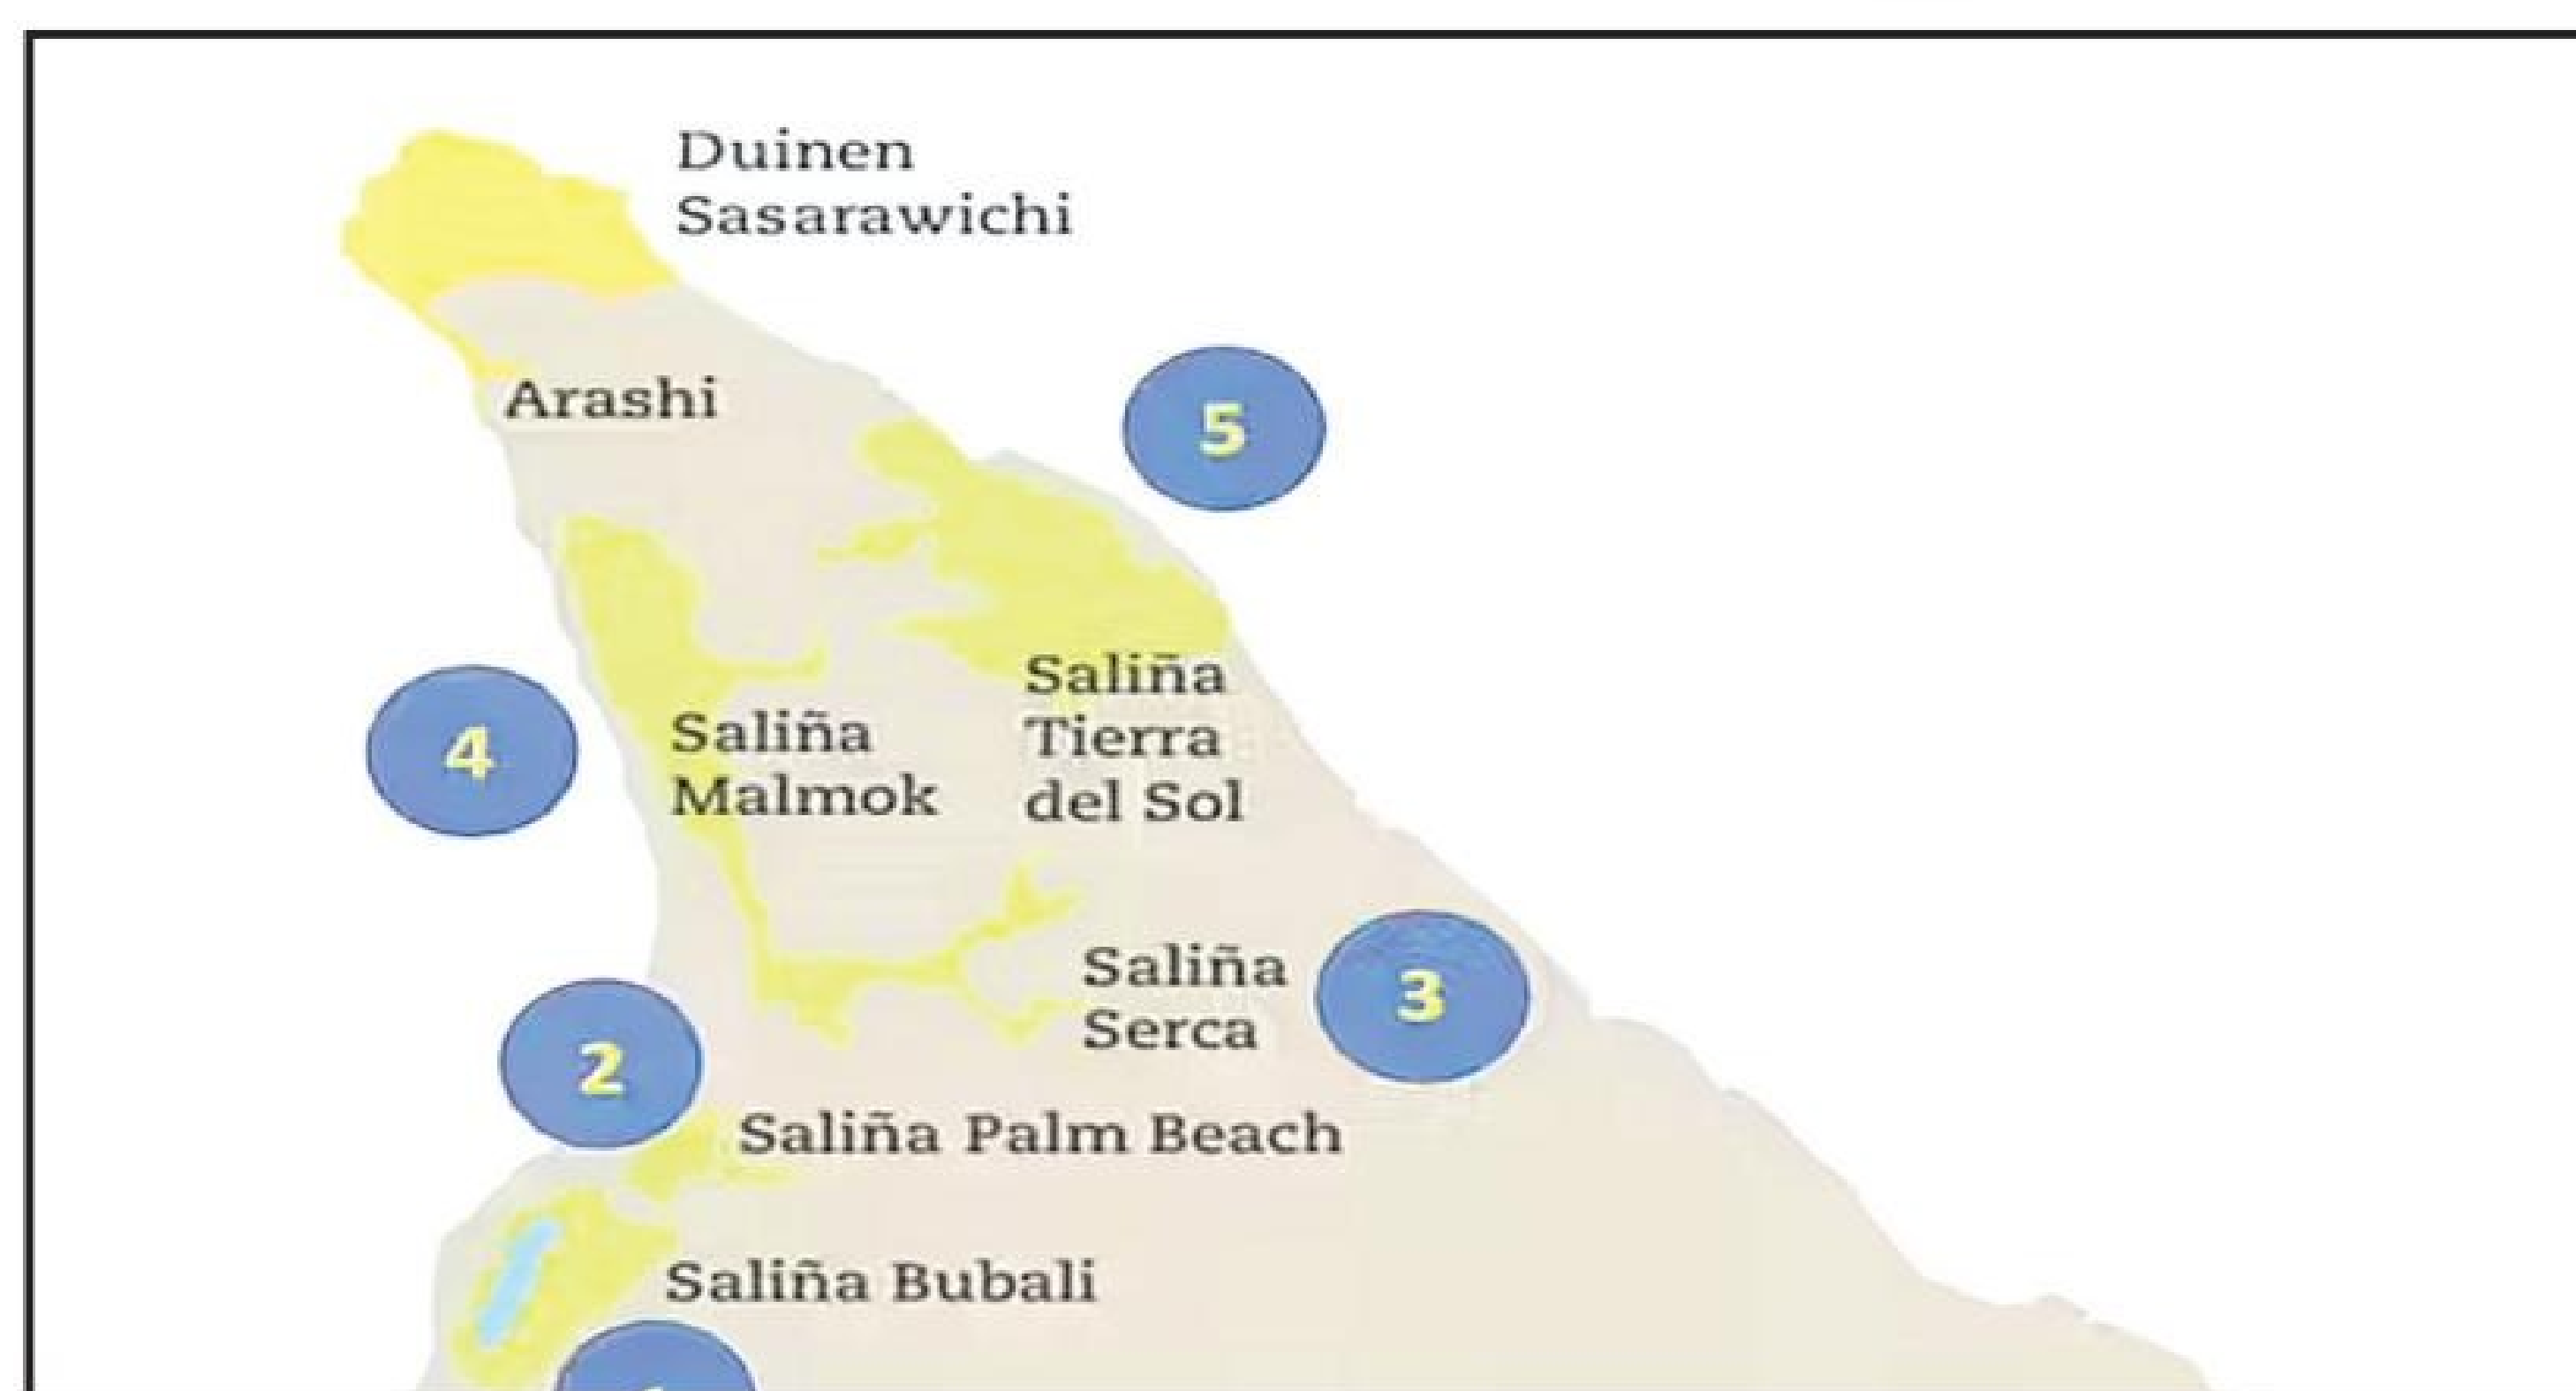 Duinen
Sasarawichi
Arashi
5
Saliña
Tierra
del Sol
4
Saliña
Malmok
Saliña
Serca
3
2
Saliña Palm Beach
Saliña Bubali